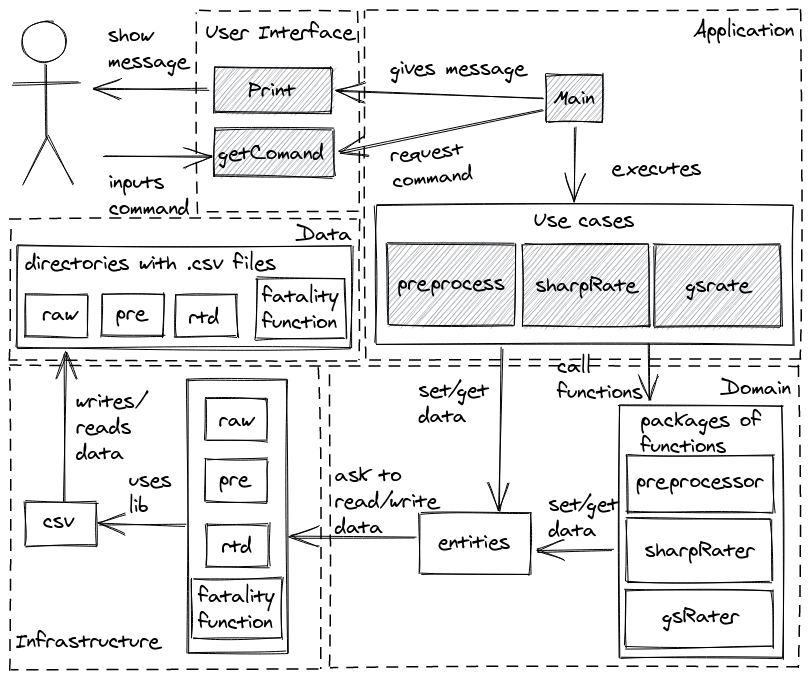 show
message
User Interface
Application
Print
gives message
Main
getComand
request
command
inputs
command
executes
Use cases
preprocess
sharpRate
gsrate
Data
directories with .csv files
raw
pre
rtd
fatality
function
call
functions
set/get
data
Domain
packages of
functions
preprocessor
sharpRater
gsRater
set/get
data
entities
ask to
read/write
data
raw
pre
rtd
fatality
function
uses
lib
csv
writes/
reads
data
Infrastructure